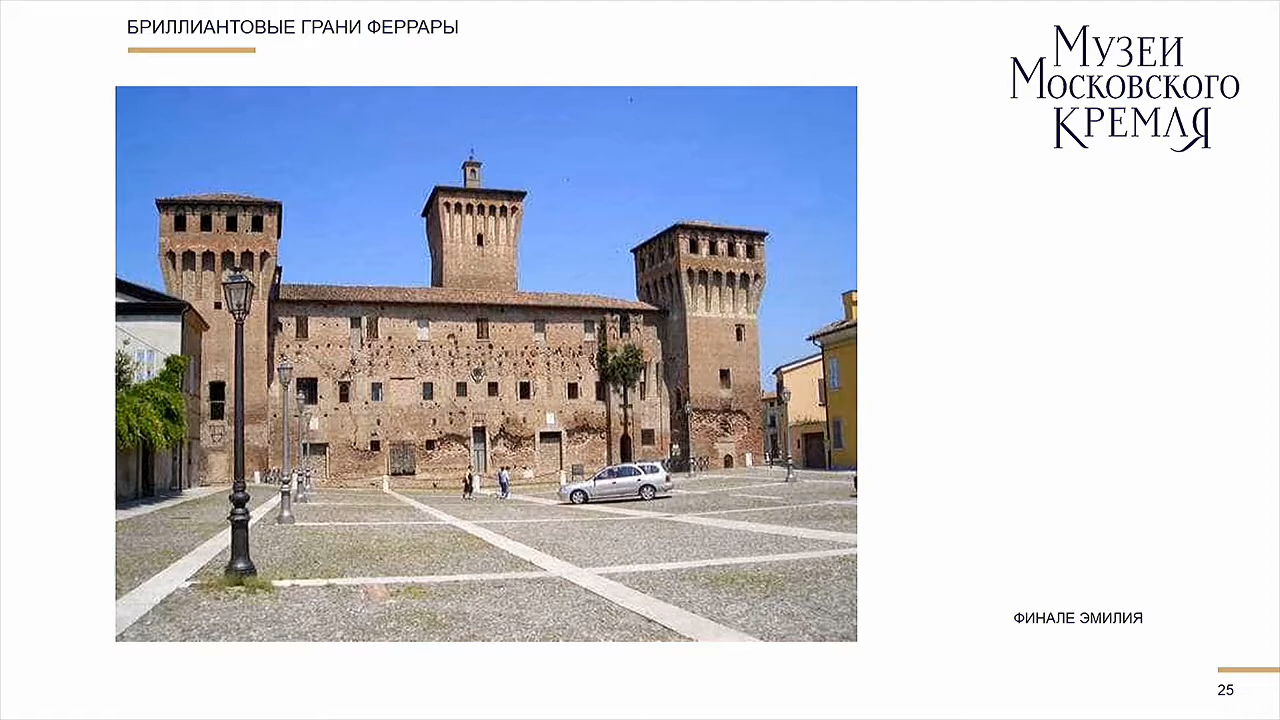 БРИЛЛИАНТОВЫЕ ГРАНИ ФЕРРАРЫ
Музеи
Московского
Кремля
ФИНАЛЕ ЭМИЛИЯ
25